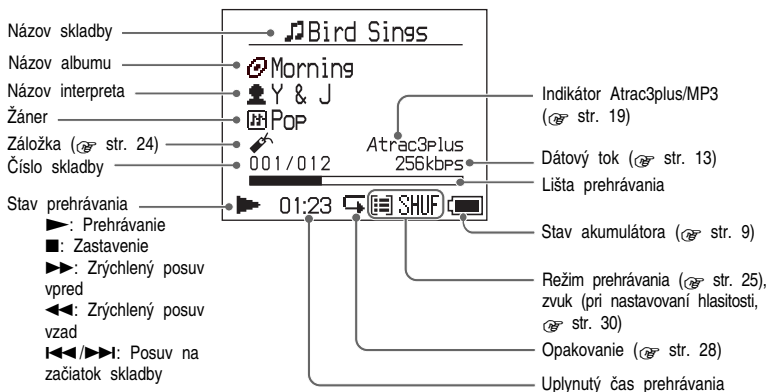 Názov skladby
Názov albumu
Názov interpreta
Žáner
Záložka (☞ str. 24)
Číslo skladby
Stav prehrávania
►: Prehrávanie
■: Zastavenie
►►: Zrýchlený posuv
vpred
◄◄: Zrýchlený posuv
vzad
I◄◄/►►I: Posuv na
začiatok skladby
Bird Sings
Morning
Y & J
Pop
Atrac3plus
001/012 256kbps
01:23 SHUF
Indikátor Atrac3plus/MP3
(☞ str. 19)
Dátový tok (☞ str. 13)
Lišta prehrávania
Stav akumulátora (☞ str. 9)
Režim prehrávania (☞ str. 25),
zvuk (pri nastavovaní hlasitosti,
☞ str. 30)
Opakovanie (☞ str. 28)
Uplynutý čas prehrávania